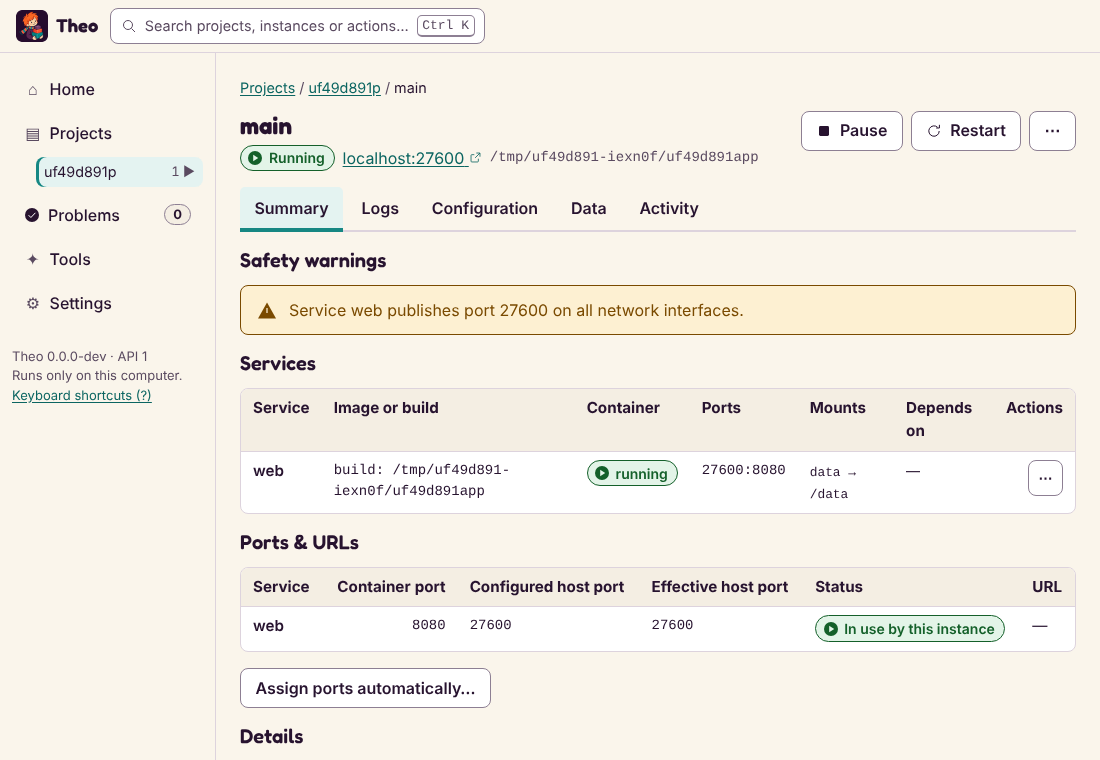 Theo
Search projects, instances or actions...
Ctrl K
Home
Projects
uf49d891p 1
Problems 0
Tools
Settings
Theo 0.0.0-dev · API 1
Runs only on this computer.
Keyboard shortcuts (?)
Projects / uf49d891p / main
main
Running localhost:27600 /tmp/uf49d891-iexn0f/uf49d891app
Pause
Restart
...
Summary Logs Configuration Data Activity
Safety warnings
Service web publishes port 27600 on all network interfaces.
Services
Service Image or build Container Ports Mounts Depends on Actions
web build: /tmp/uf49d891-iexn0f/uf49d891app running 27600:8080 data → /data — ...
Ports & URLs
Service Container port Configured host port Effective host port Status URL
web 8080 27600 27600 In use by this instance —
Assign ports automatically...
Details